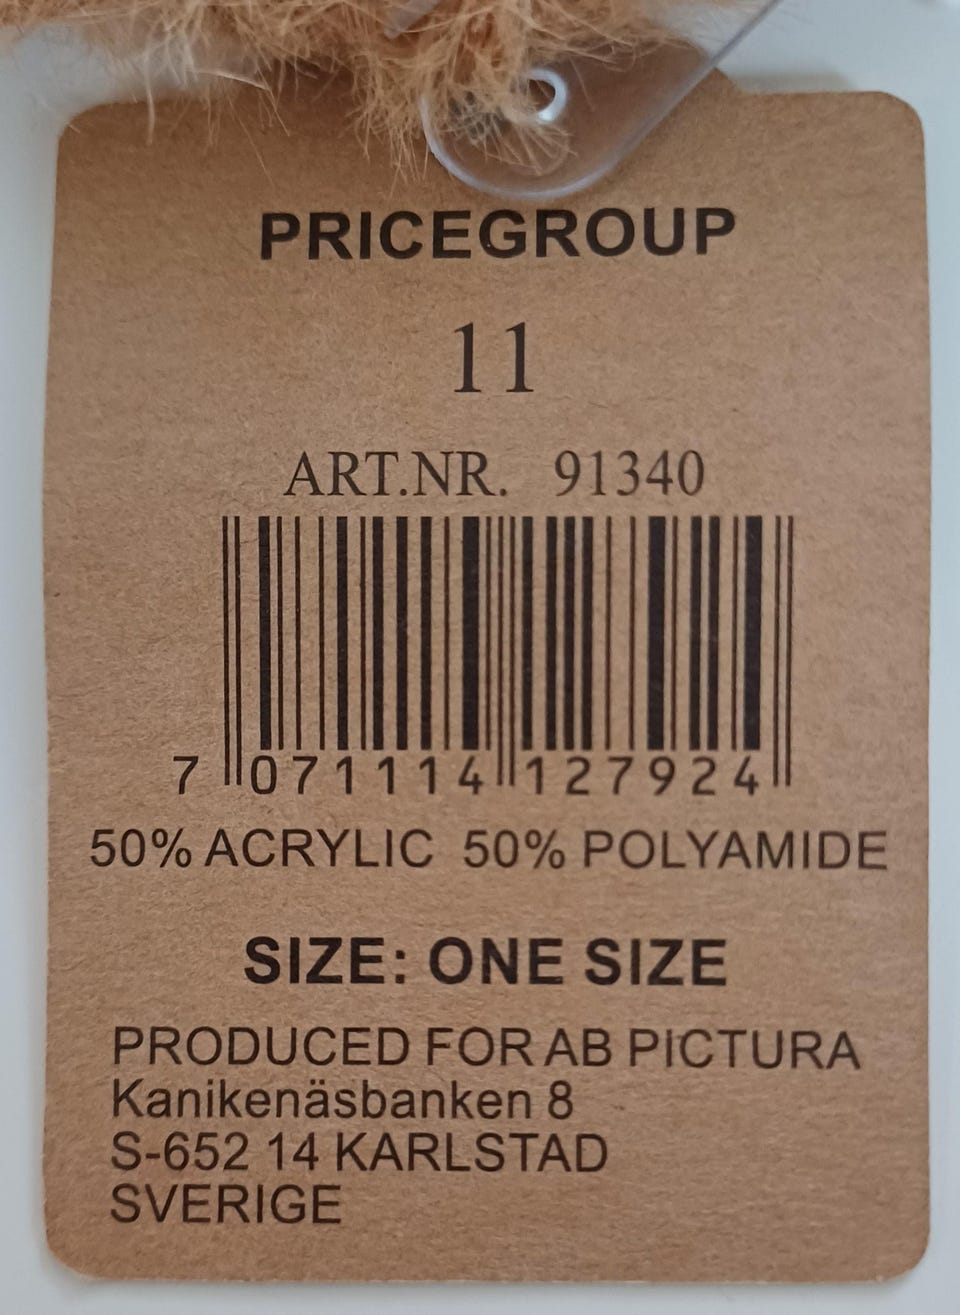 PRICEGROUP
11
ART.NR. 91340
7 071114 127924
50% ACRYLIC 50% POLYAMIDE
SIZE: ONE SIZE
PRODUCED FOR AB PICTURA
Kanikenäsbanken 8
S-652 14 KARLSTAD
SVERIGE